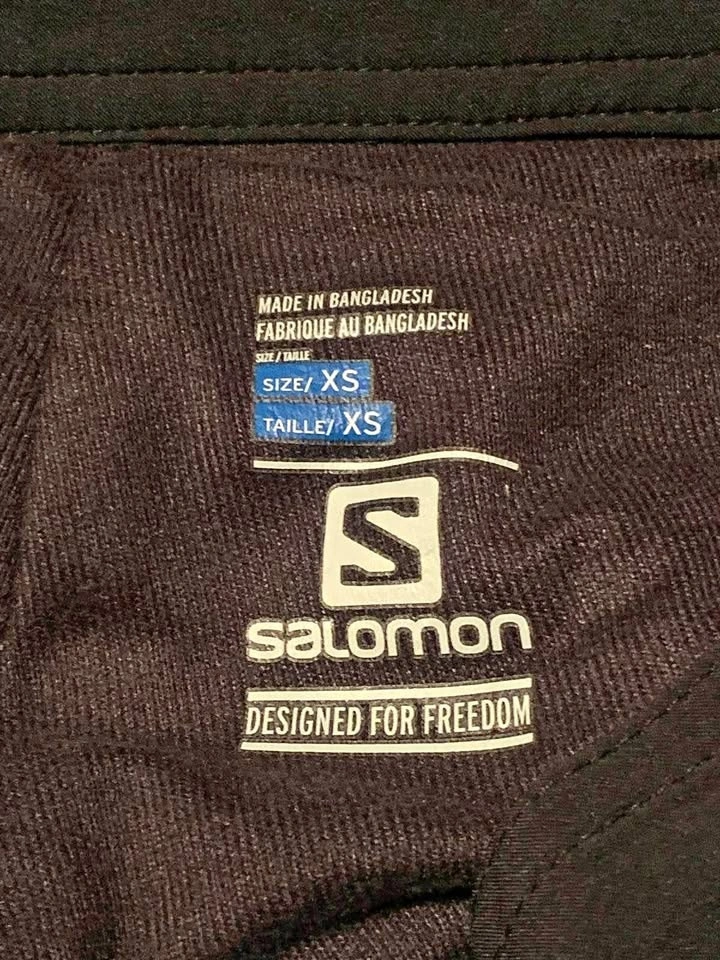 MADE IN BANGLADESH
FABRIQUE AU BANGLADESH
SIZE / TAILLE
SIZE/ XS
TAILLE/ XS
S
salomon
DESIGNED FOR FREEDOM